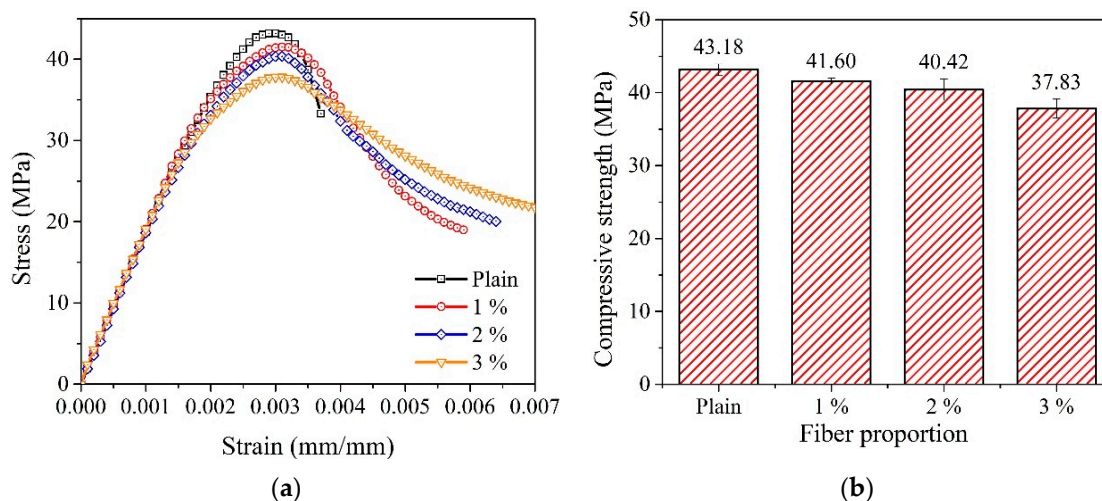 Stress (MPa)
40
30
20
10
0
0.000 0.001 0.002 0.003 0.004 0.005 0.006 0.007
Strain (mm/mm)
Plain
1 %
2 %
3 %
(a)
Compressive strength (MPa)
50
40
30
20
10
0
43.18
41.60
40.42
37.83
Plain 1 % 2 % 3 %
Fiber proportion
(b)